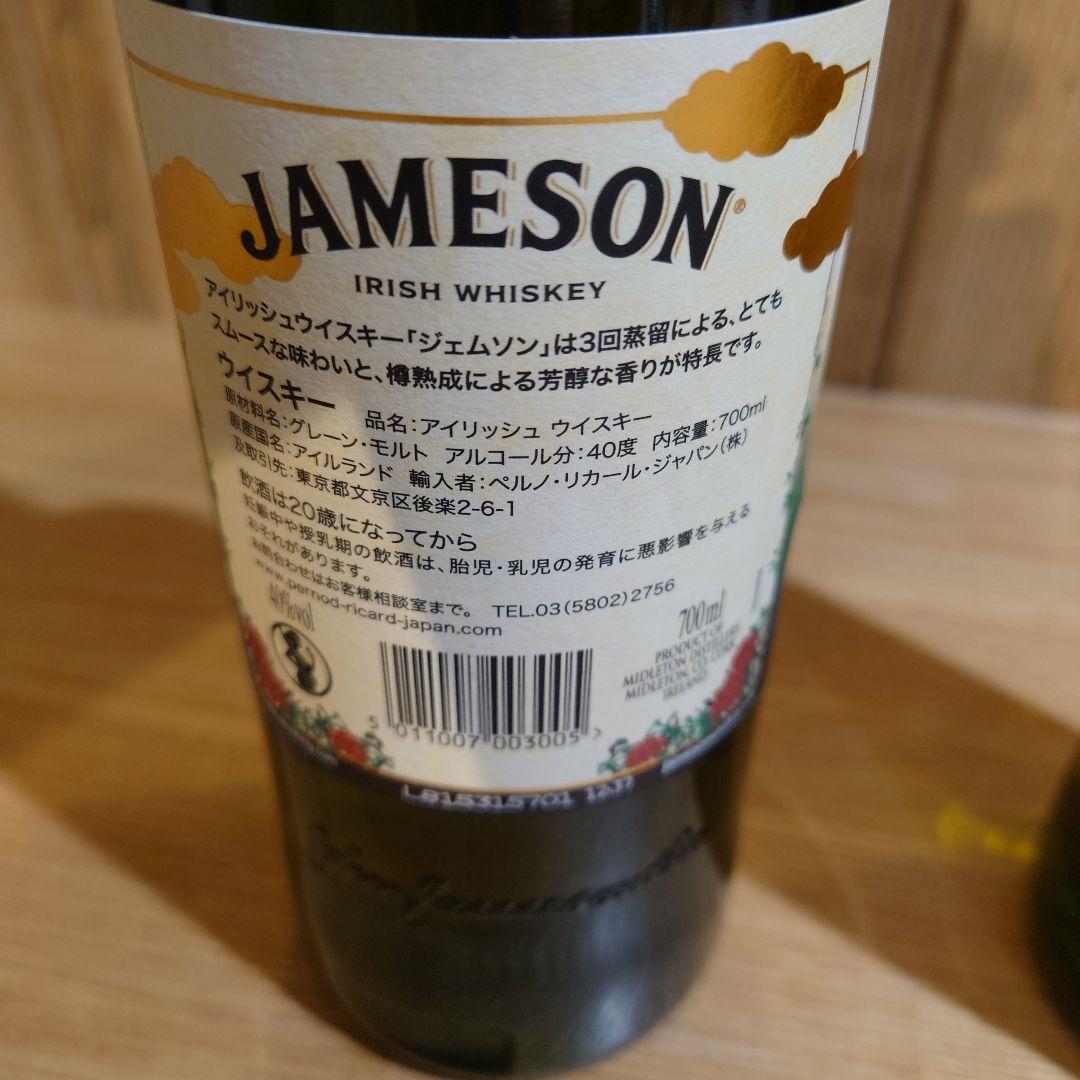 JAMESON®
IRISH WHISKEY
アイリッシュウイスキー「ジェムソン」は3回蒸留による、とても
スムースな味わいと、樽熟成による芳醇な香りが特長です。
ウイスキー 品名：アイリッシュ ウイスキー
原材料名：グレーン・モルト アルコール分：40度 内容量：700ml
原産国名：アイルランド 輸入者：ペルノ・リカール・ジャパン（株）
及取引先：東京都文京区後楽2-6-1
飲酒は20歳になってから
妊娠中や授乳期の飲酒は、胎児・乳児の発育に悪影響を与える
おそれがあります。
お問合わせはお客様相談室まで。 TEL.03(5802)2756
www.pernod-ricard-japan.com
40%vol 700ml
PRODUCT OF
MIDLETON DISTILLERY,
MIDLETON, CO. CORK,
IRELAND
5 011007 003005 >
L815315701 1237